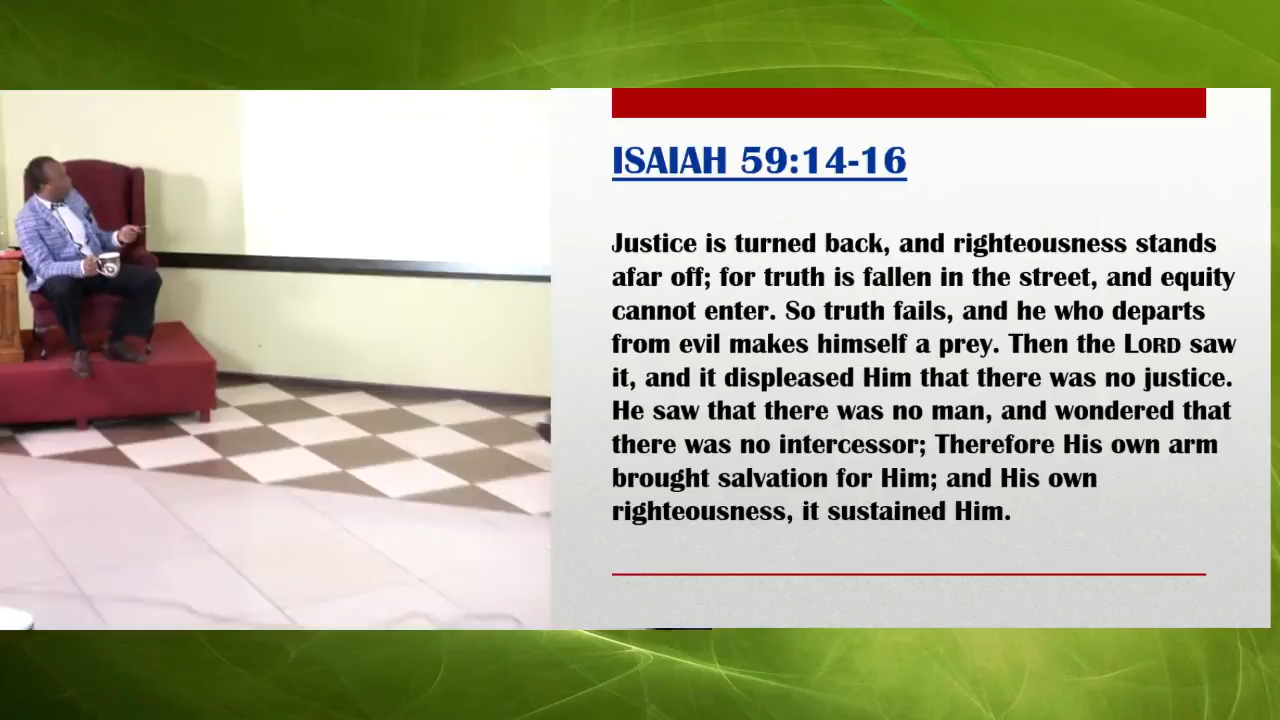 ISAIAH 59:14-16
Justice is turned back, and righteousness stands
afar off; for truth is fallen in the street, and equity
cannot enter. So truth fails, and he who departs
from evil makes himself a prey. Then the LORD saw
it, and it displeased Him that there was no justice.
He saw that there was no man, and wondered that
there was no intercessor; Therefore His own arm
brought salvation for Him; and His own
righteousness, it sustained Him.